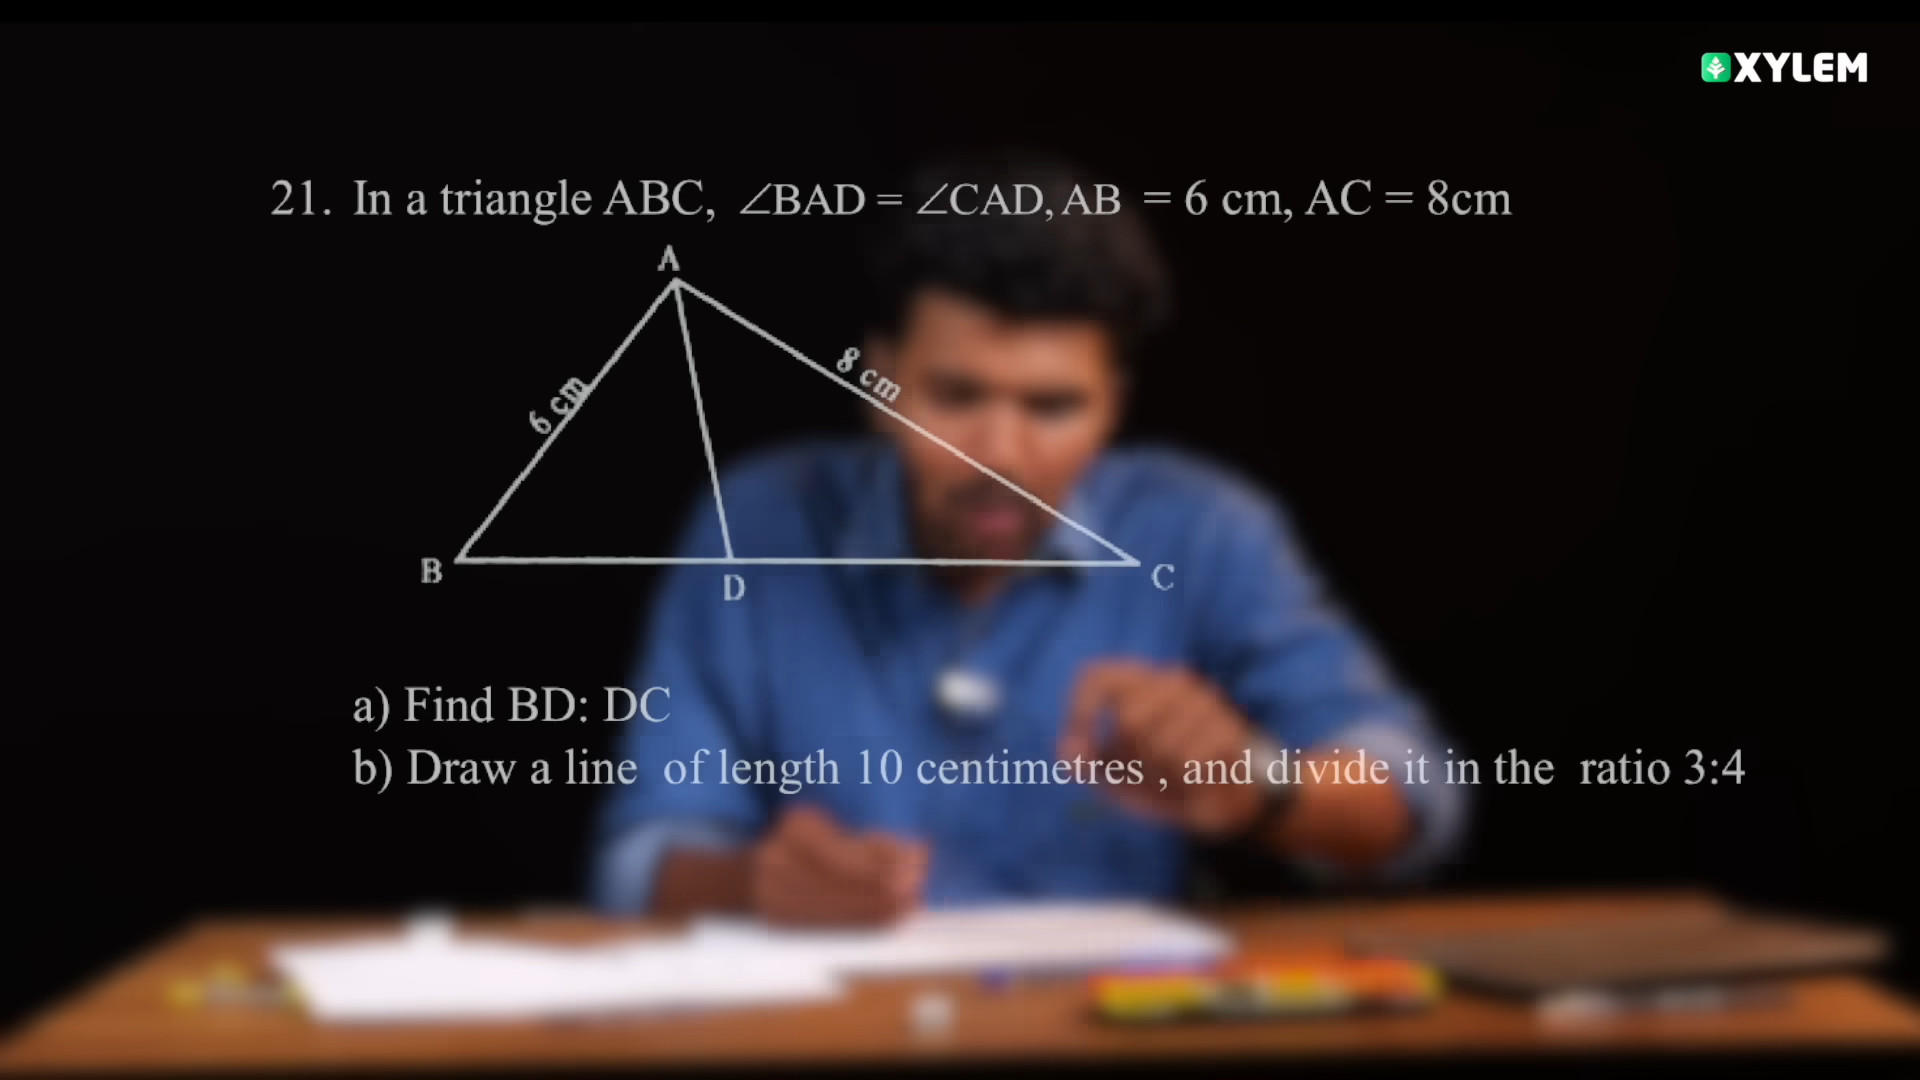 XYLEM
21. In a triangle ABC, ∠BAD = ∠CAD, AB = 6 cm, AC = 8cm
A
6 cm
8 cm
B
D
C
a) Find BD: DC
b) Draw a line of length 10 centimetres , and divide it in the ratio 3:4